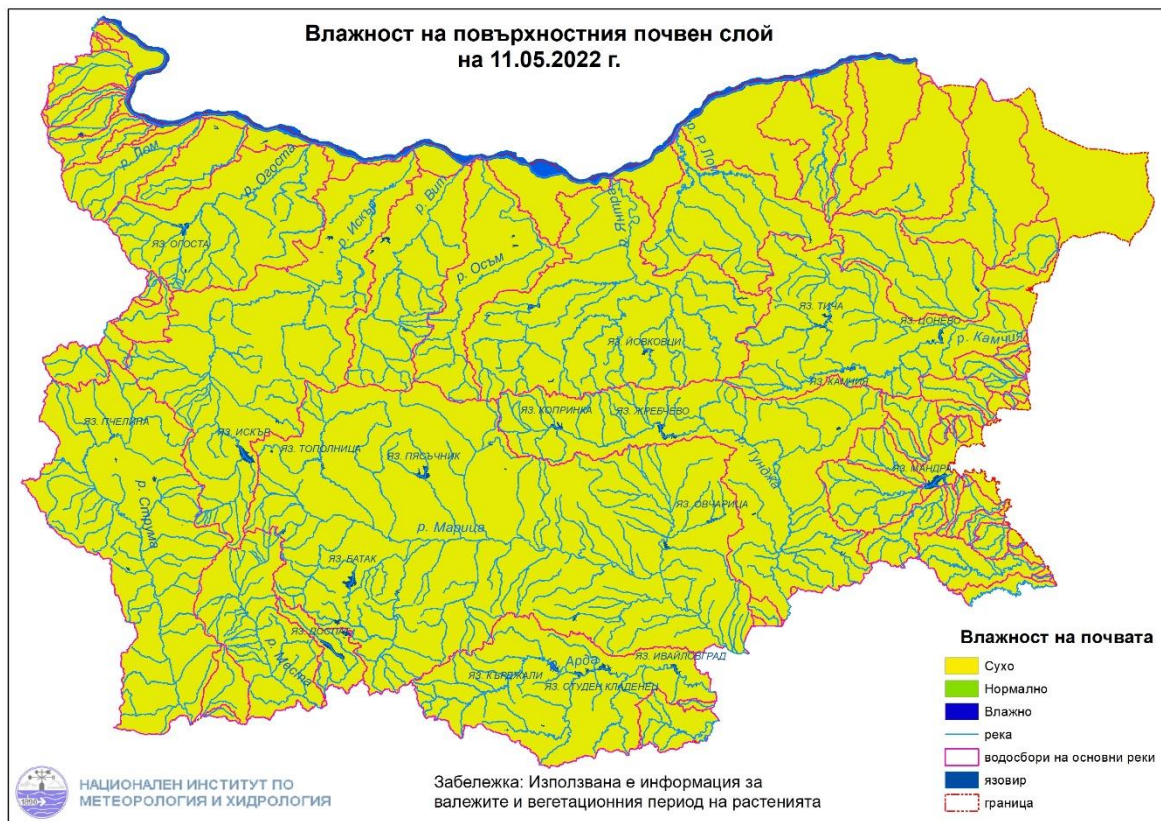 Влажност на повърхностния почвен слой
на 11.05.2022 г.
р. Лом
р. Огоста
р. Искър
р. Вит
р. Осъм
р. Янтра
р. Р. Лом
ЯЗ. ОГОСТА
ЯЗ. ТИЧА
ЯЗ. ЦОНЕВО
р. Камчия
ЯЗ. ЙОВКОВЦИ
ЯЗ. КАМЧИЯ
ЯЗ. ПЧЕЛИНА
ЯЗ. ИСКЪР
ЯЗ. ТОПОЛНИЦА
ЯЗ. ПЯСЪЧНИК
ЯЗ. КОПРИНКА
ЯЗ. ЖРЕБЧЕВО
р. Тунджа
ЯЗ. МАНДРА
р. Струма
р. Марица
ЯЗ. ОВЧАРИЦА
ЯЗ. БАТАК
ЯЗ. ДОСПАТ
р. Места
р. Арда
ЯЗ. КЪРДЖАЛИ
ЯЗ. СТУДЕН КЛАДЕНЕЦ
ЯЗ. ИВАЙЛОВГРАД
Влажност на почвата
Сухо
Нормално
Влажно
река
водосбори на основни реки
язовир
граница
1890
НАЦИОНАЛЕН ИНСТИТУТ ПО
МЕТЕОРОЛОГИЯ И ХИДРОЛОГИЯ
Забележка: Използвана е информация за
валежите и вегетационния период на растенията